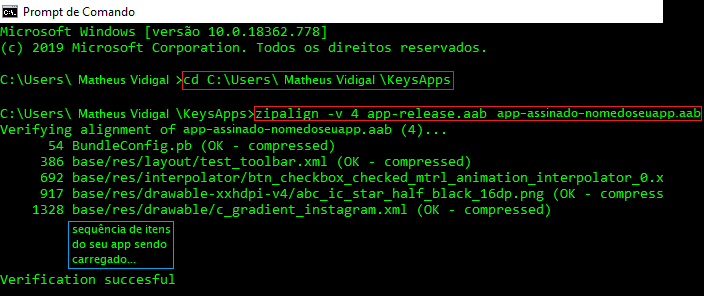 Prompt de Comando
Microsoft Windows [versão 10.0.18362.778]
(c) 2019 Microsoft Corporation. Todos os direitos reservados.
C:\Users\ Matheus Vidigal >cd C:\Users\ Matheus Vidigal \KeysApps
C:\Users\ Matheus Vidigal \KeysApps>zipalign -v 4 app-release.aab app-assinado-nomedoseuapp.aab
Verifying alignment of app-assinado-nomedoseuapp.aab (4)...
54 BundleConfig.pb (OK - compressed)
386 base/res/layout/test_toolbar.xml (OK - compressed)
692 base/res/interpolator/btn_checkbox_checked_mtrl_animation_interpolator_0.x
917 base/res/drawable-xxhdpi-v4/abc_ic_star_half_black_16dp.png (OK - compress
1328 base/res/drawable/c_gradient_instagram.xml (OK - compressed)
sequência de itens
do seu app sendo
carregado...
Verification succesful